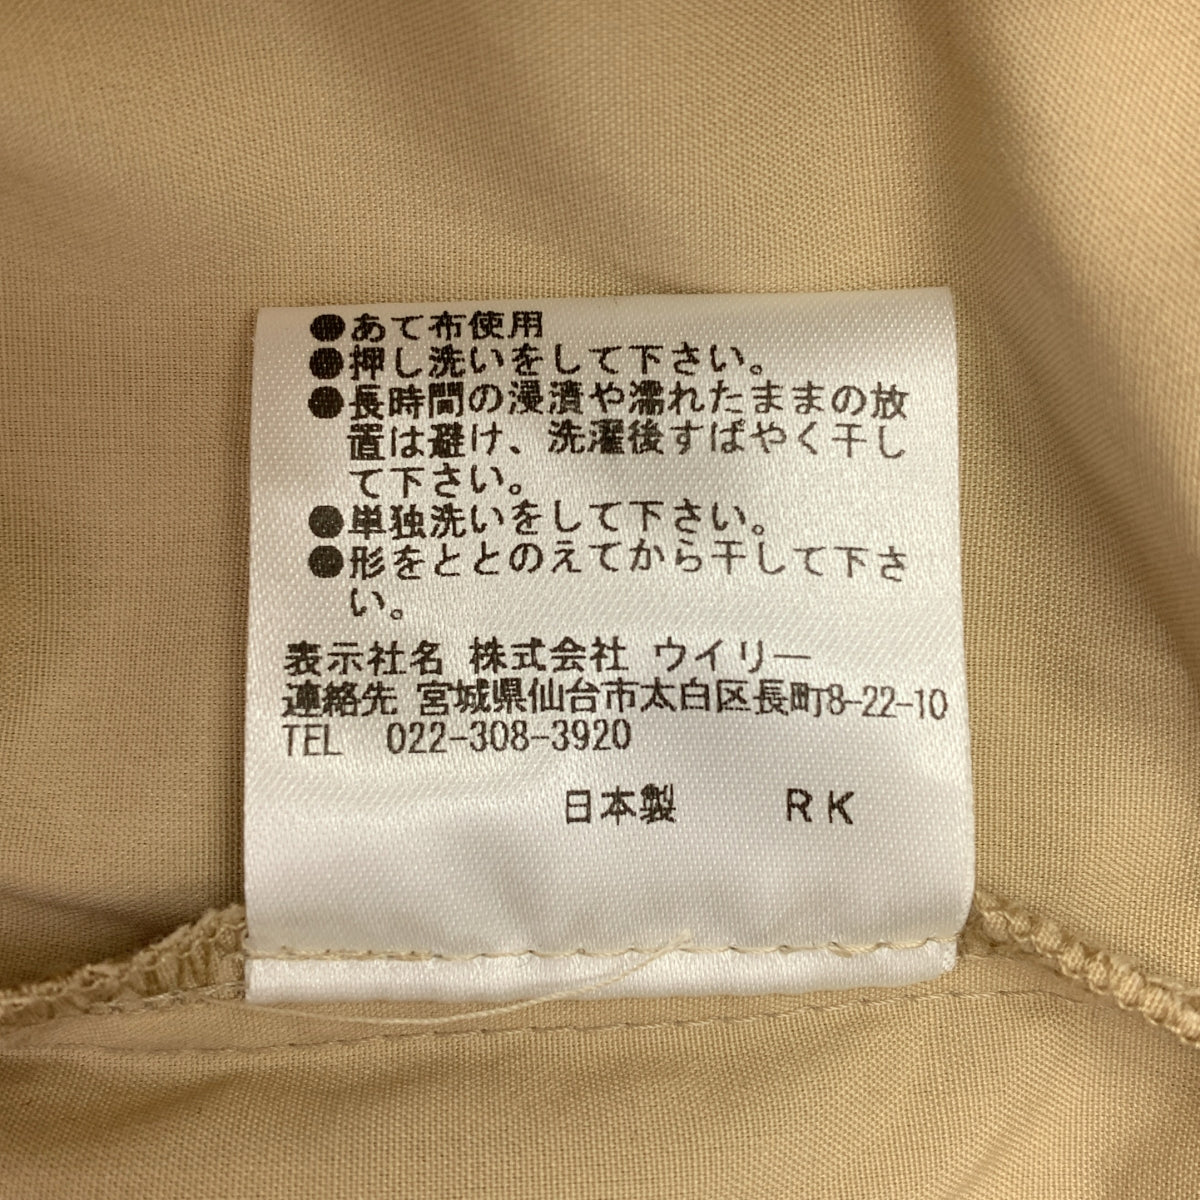 ●あて布使用
●押し洗いをして下さい。
●長時間の浸漬や濡れたままの放
置は避け、洗濯後すばやく干し
て下さい。
●単独洗いをして下さい。
●形をととのえてから干して下さ
い。
表示社名 株式会社 ウイリー
連絡先 宮城県仙台市太白区長町8-22-10
TEL 022-308-3920
日本製 RK